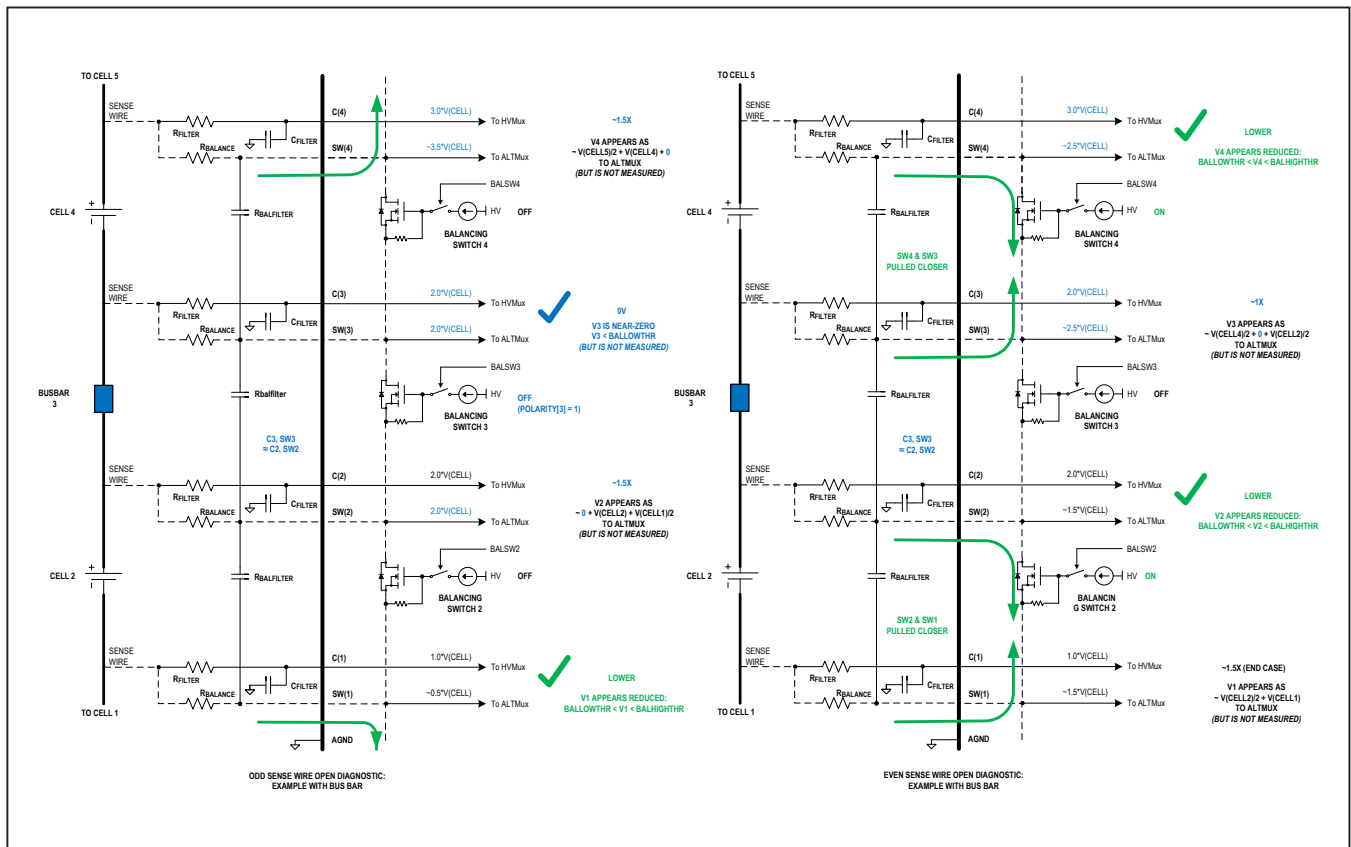 TO CELL 5
SENSE
WIRE
RFILTER
RBALANCE
CFILTER
C(4)
SW(4)
3.0*V(CELL)
To HVMux
~3.5*V(CELL)
To ALTMux
~1.5X
V4 APPEARS AS
~ V(CELL5)/2 + V(CELL4) + 0
TO ALTMUX
(BUT IS NOT MEASURED)
BALSW4
HV
OFF
BALANCING
SWITCH 4
CELL 4
+
-
RBALFILTER
SENSE
WIRE
RFILTER
RBALANCE
CFILTER
C(3)
SW(3)
2.0*V(CELL)
To HVMux
2.0*V(CELL)
To ALTMux
0V
V3 IS NEAR-ZERO
V3 < BALLOWTHR
(BUT IS NOT MEASURED)
BALSW3
HV
OFF
(POLARITY[3] = 1)
BALANCING
SWITCH 3
BUSBAR
3
Rbalfilter
C3, SW3
≈ C2, SW2
SENSE
WIRE
RFILTER
RBALANCE
CFILTER
C(2)
SW(2)
2.0*V(CELL)
To HVMux
2.0*V(CELL)
To ALTMux
~1.5X
V2 APPEARS AS
~ 0 + V(CELL2) + V(CELL1)/2
TO ALTMUX
(BUT IS NOT MEASURED)
BALSW2
HV
OFF
BALANCING
SWITCH 2
CELL 2
+
-
RBALFILTER
SENSE
WIRE
RFILTER
RBALANCE
CFILTER
C(1)
SW(1)
1.0*V(CELL)
To HVMux
~0.5*V(CELL)
To ALTMux
LOWER
V1 APPEARS REDUCED:
BALLOWTHR < V1 < BALHIGHTHR
TO CELL 1
AGND
ODD SENSE WIRE OPEN DIAGNOSTIC:
EXAMPLE WITH BUS BAR
TO CELL 5
SENSE
WIRE
RFILTER
RBALANCE
CFILTER
C(4)
SW(4)
3.0*V(CELL)
To HVMux
~2.5*V(CELL)
To ALTMux
LOWER
V4 APPEARS REDUCED:
BALLOWTHR < V4 < BALHIGHTHR
BALSW4
HV
ON
BALANCING
SWITCH 4
CELL 4
+
-
RBALFILTER
SW4 & SW3
PULLED CLOSER
SENSE
WIRE
RFILTER
RBALANCE
CFILTER
C(3)
SW(3)
2.0*V(CELL)
To HVMux
~2.5*V(CELL)
To ALTMux
~1X
V3 APPEARS AS
~ V(CELL4)/2 + 0 + V(CELL2)/2
TO ALTMUX
(BUT IS NOT MEASURED)
BALSW3
HV
OFF
BALANCING
SWITCH 3
BUSBAR
3
RBALFILTER
C3, SW3
≈ C2, SW2
SENSE
WIRE
RFILTER
RBALANCE
CFILTER
C(2)
SW(2)
2.0*V(CELL)
To HVMux
~1.5*V(CELL)
To ALTMux
LOWER
V2 APPEARS REDUCED:
BALLOWTHR < V2 < BALHIGHTHR
BALSW2
HV
ON
BALANCIN
G SWITCH 2
CELL 2
+
-
RBALFILTER
SW2 & SW1
PULLED CLOSER
SENSE
WIRE
RFILTER
RBALANCE
CFILTER
C(1)
SW(1)
1.0*V(CELL)
To HVMux
~1.5*V(CELL)
To ALTMux
~1.5X (END CASE)
V1 APPEARS AS
~ V(CELL2)/2 + V(CELL1)
TO ALTMUX
(BUT IS NOT MEASURED)
TO CELL 1
AGND
EVEN SENSE WIRE OPEN DIAGNOSTIC:
EXAMPLE WITH BUS BAR